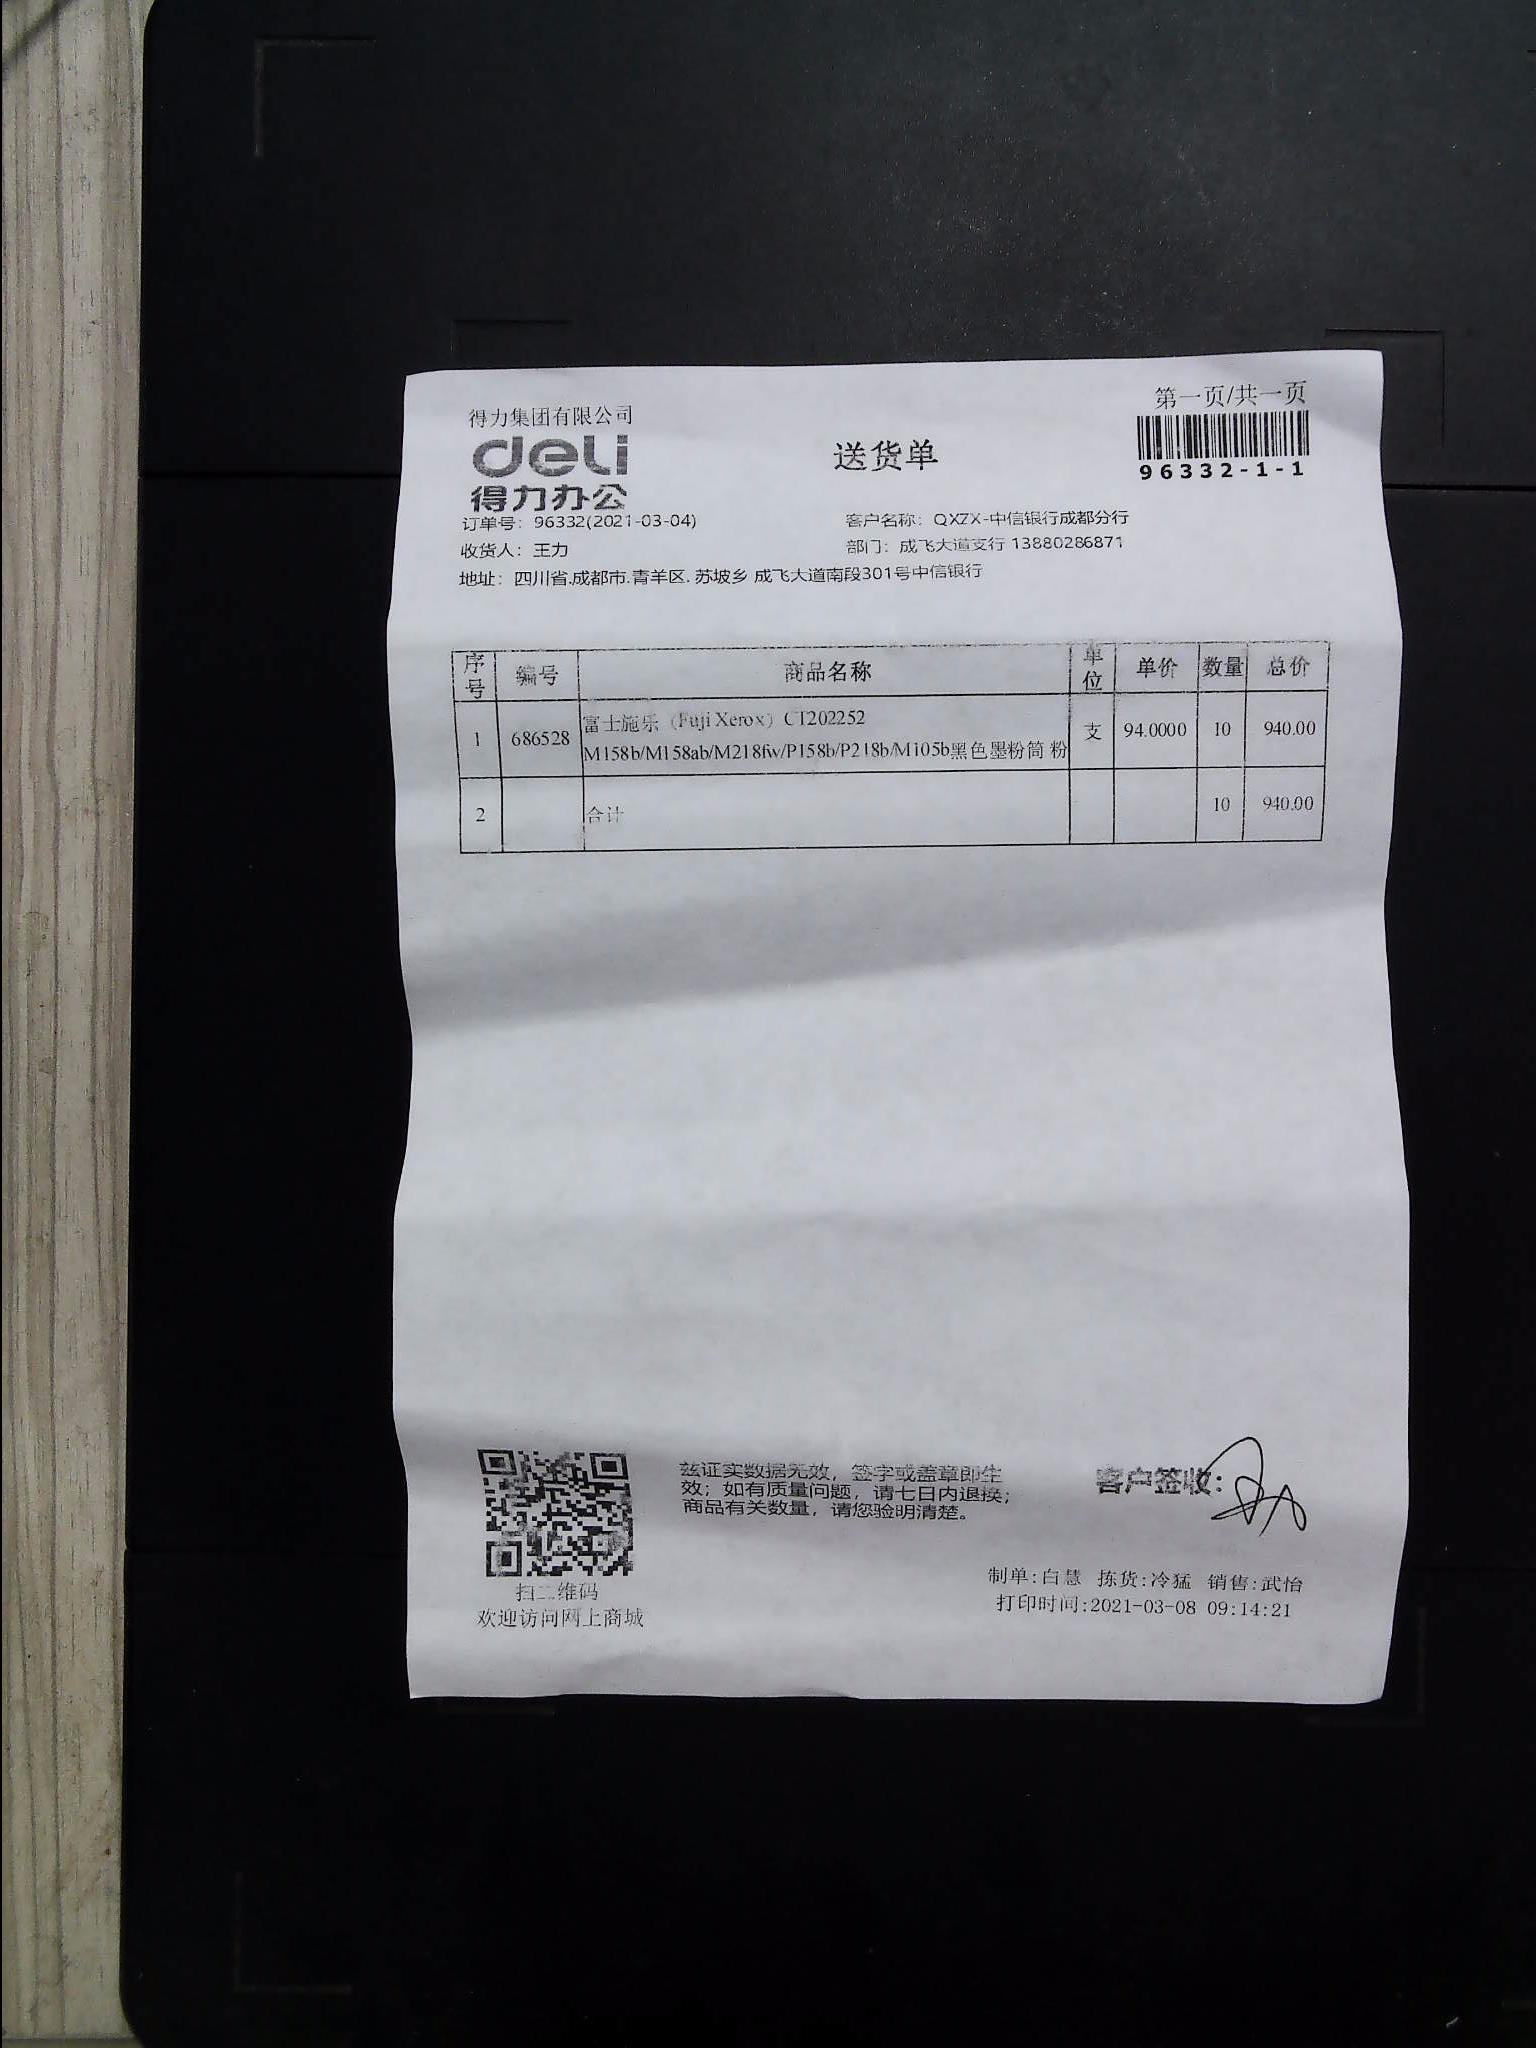 第一页/共一页
得力集团有限公司
deli
得力办公
送货单
96332-1-1
订单号：96332(2021-03-04)
客户名称：QXZX-中信银行成都分行
收货人：王力
部门：成飞大道支行 13880286871
地址：四川省.成都市.青羊区.苏坡乡 成飞大道南段301号中信银行
序号 编号 商品名称 单位 单价 数量 总价
1 686528 富士施乐（Fuji Xerox）CT202252 支 94.0000 10 940.00
M158b/M158ab/M218fw/P158b/P218b/M105b黑色墨粉筒 粉
2 合计 10 940.00
兹证实数据无效，签字或盖章即生
效；如有质量问题，请七日内退换；
商品有关数量，请您验明清楚。
客户签收：
扫二维码
欢迎访问网上商城
制单:白慧 拣货:冷猛 销售:武怡
打印时间:2021-03-08 09:14:21